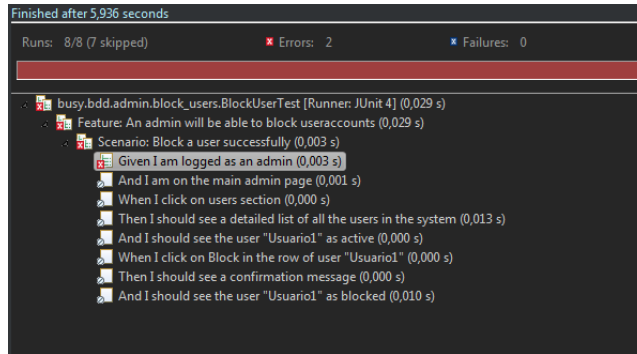 Finished after 5,936 seconds
Runs: 8/8 (7 skipped) Errors: 2 Failures: 0
busy.bdd.admin.block_users.BlockUserTest [Runner: JUnit 4] (0,029 s)
Feature: An admin will be able to block useraccounts (0,029 s)
Scenario: Block a user successfully (0,003 s)
Given I am logged as an admin (0,003 s)
And I am on the main admin page (0,001 s)
When I click on users section (0,000 s)
Then I should see a detailed list of all the users in the system (0,013 s)
And I should see the user "Usuario1" as active (0,000 s)
When I click on Block in the row of user "Usuario1" (0,000 s)
Then I should see a confirmation message (0,000 s)
And I should see the user "Usuario1" as blocked (0,010 s)